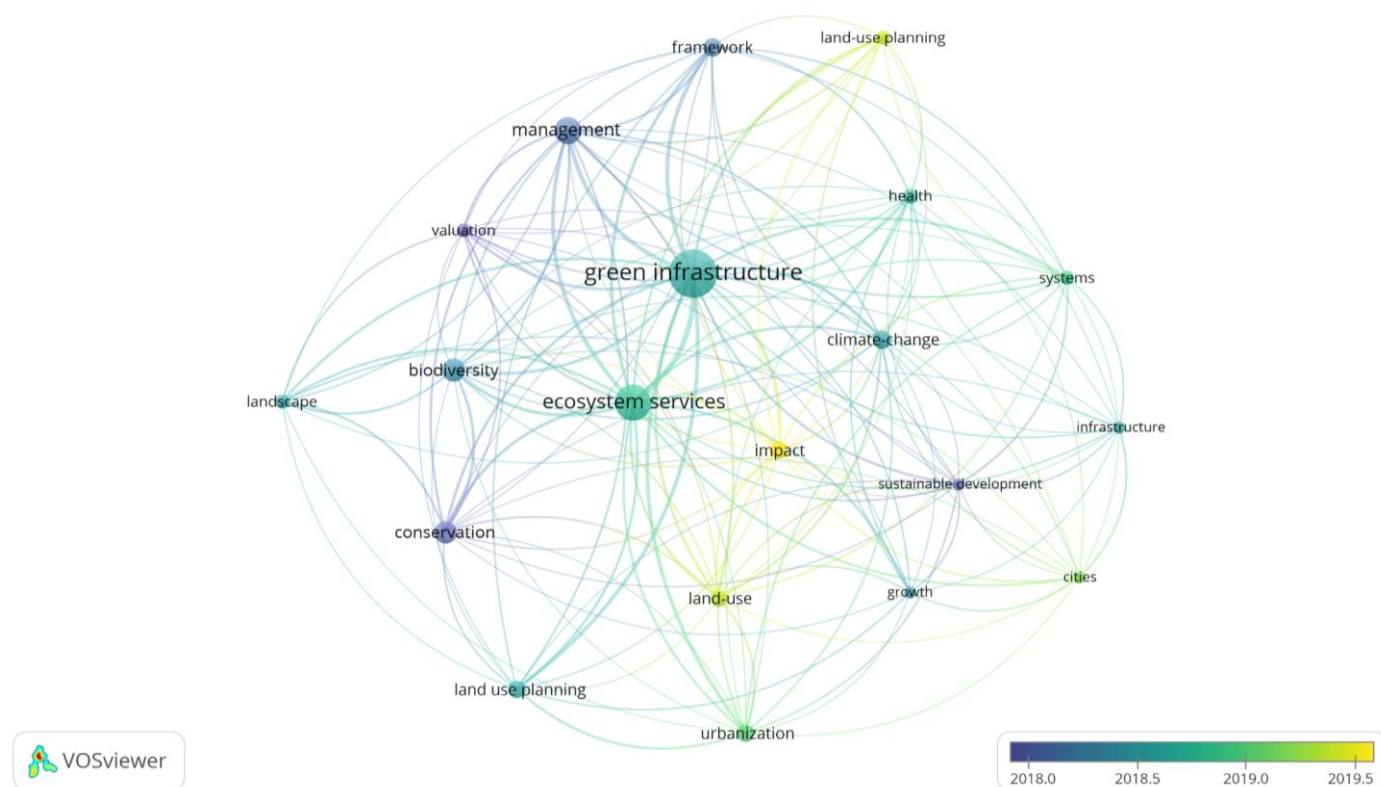 land-use planning
framework
management
health
valuation
green infrastructure
systems
climate-change
biodiversity
landscape
ecosystem services
infrastructure
impact
sustainable development
conservation
cities
growth
land-use
land use planning
urbanization
VOSviewer
2018.0 2018.5 2019.0 2019.5